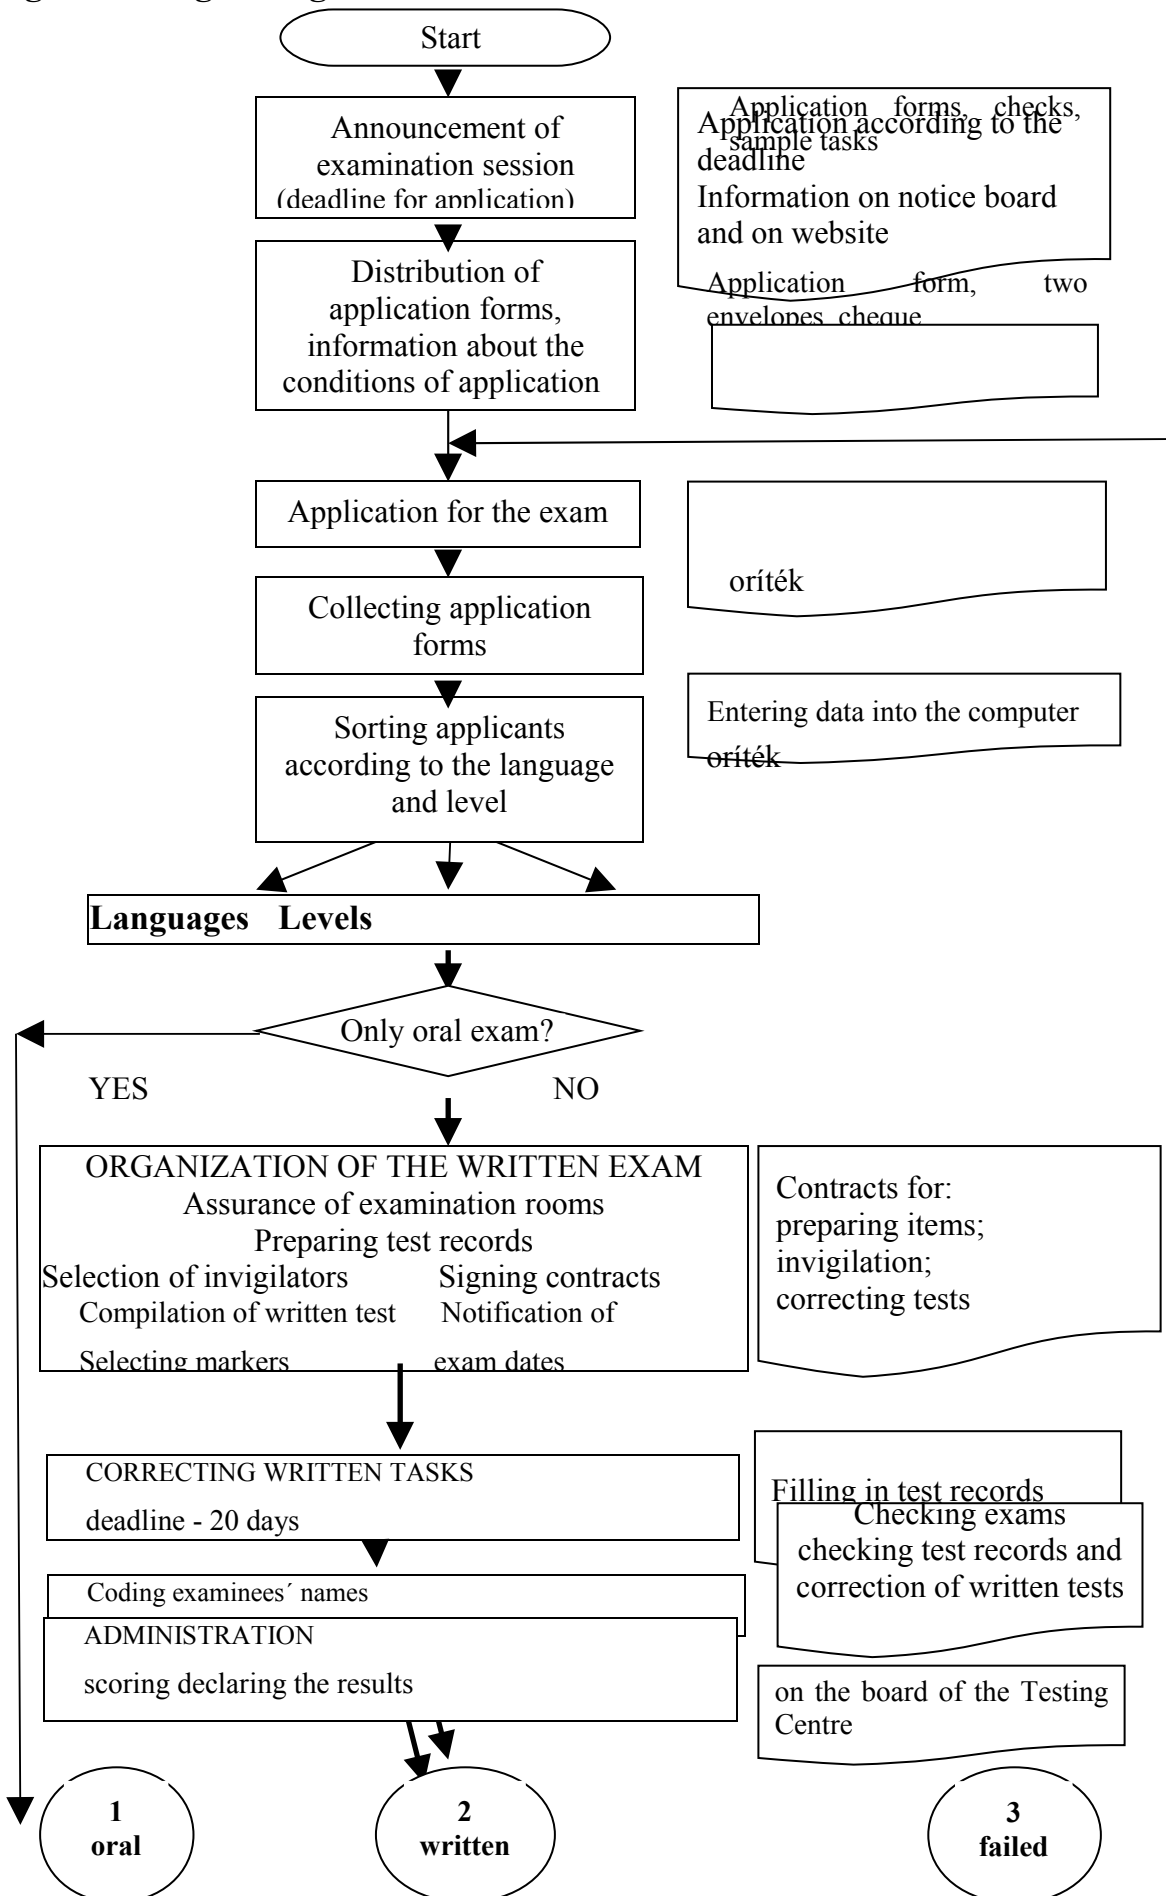 Start
Announcement of
examination session
(deadline for application)
Application forms, checks,
sample tasks
Application according to the
deadline
Information on notice board
and on website
Distribution of
application forms,
information about the
conditions of application
Application form, two
envelopes, cheque
Application for the exam
oríték
Collecting application
forms
Sorting applicants
according to the language
and level
Entering data into the computer
oríték
Languages Levels
Only oral exam?
YES
NO
ORGANIZATION OF THE WRITTEN EXAM
Assurance of examination rooms
Preparing test records
Selection of invigilators Signing contracts
Compilation of written test Notification of
Selecting markers exam dates
Contracts for:
preparing items;
invigilation;
correcting tests
CORRECTING WRITTEN TASKS
deadline - 20 days
Filling in test records
Checking exams
checking test records and
correction of written tests
Coding examinees´ names
ADMINISTRATION
scoring declaring the results
on the board of the Testing
Centre
1
oral
2
written
3
failed